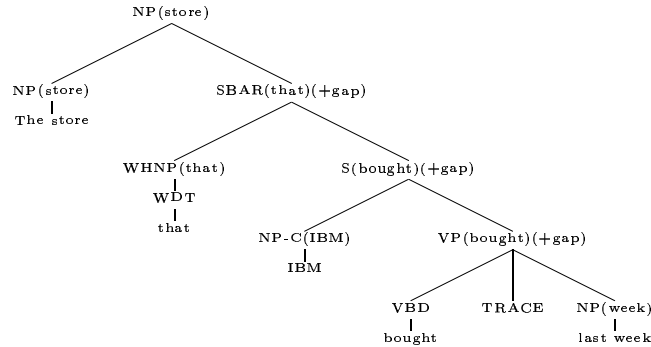 NP(store)
NP(store) SBAR(that)(+gap)
The store
WHNP(that) S(bought)(+gap)
WDT
that
NP-C(IBM) VP(bought)(+gap)
IBM
VBD TRACE NP(week)
bought last week